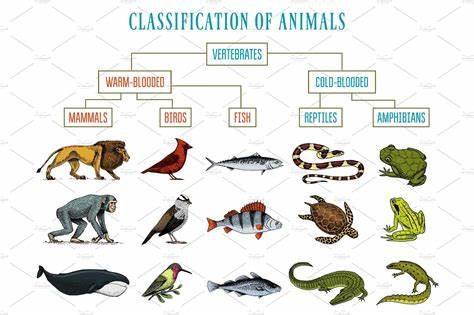 CLASSIFICATION OF ANIMALS
VERTEBRATES
WARM-BLOODED
COLD-BLOODED
MAMMALS
BIRDS
FISH
REPTILES
AMPHIBIANS